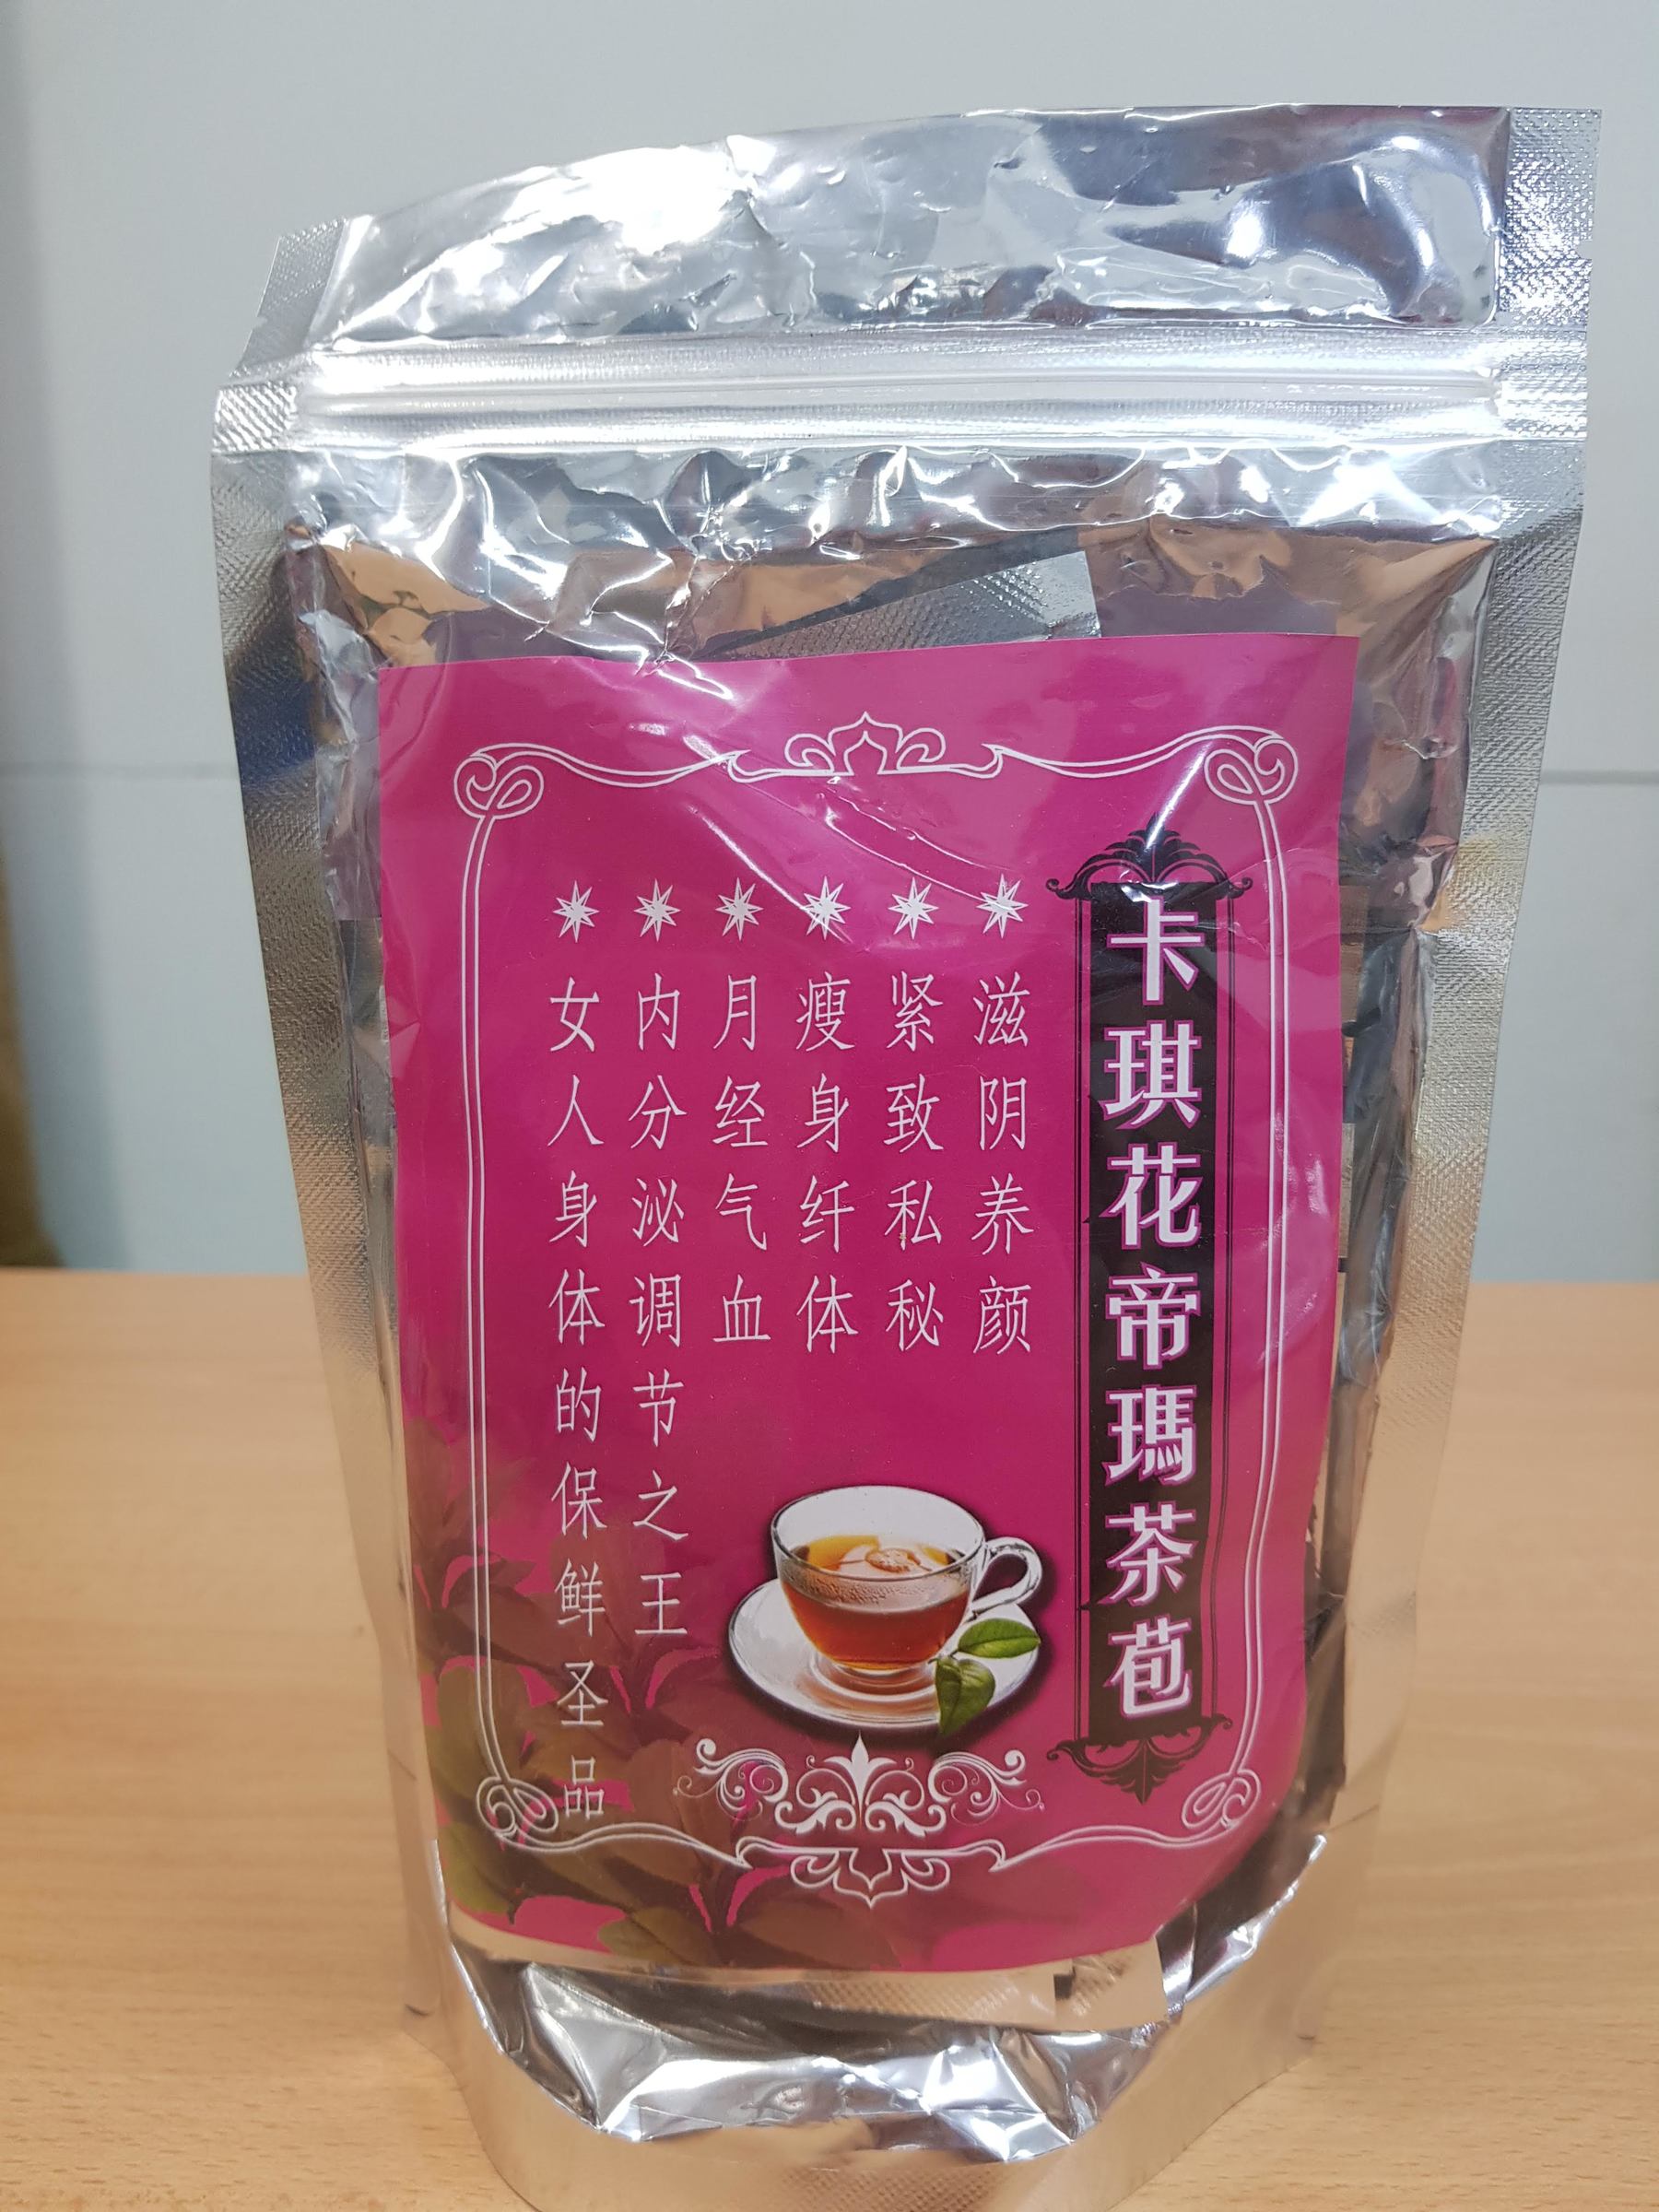 卡琪花帝瑪茶苞
滋阴养颜
紧致私秘
瘦身纤体
月经气血
内分泌调节之王
女人身体的保鲜圣品